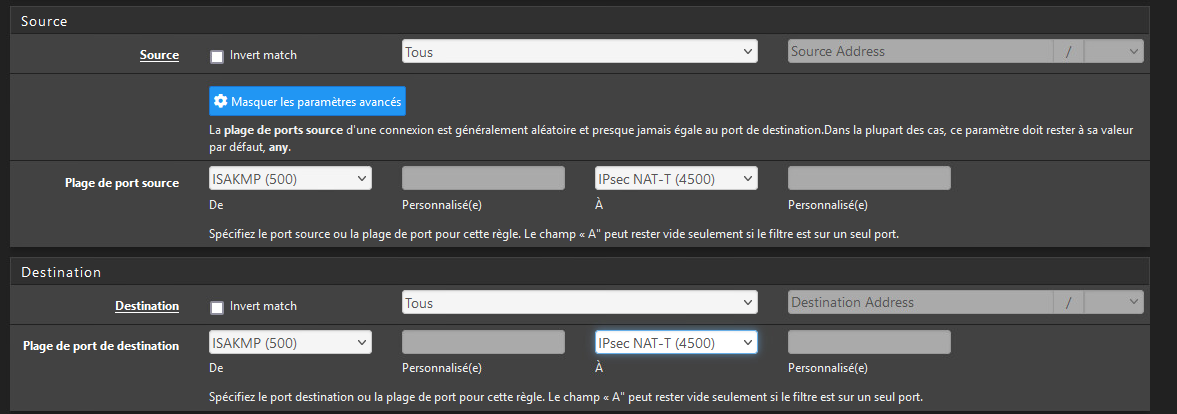 Source
Source Invert match Tous Source Address /
Masquer les paramètres avancés
La plage de ports source d'une connexion est généralement aléatoire et presque jamais égale au port de destination.Dans la plupart des cas, ce paramètre doit rester à sa valeur
par défaut, any.
Plage de port source ISAKMP (500) IPsec NAT-T (4500)
De Personnalisé(e) À Personnalisé(e)
Spécifiez le port source ou la plage de port pour cette règle. Le champ « A" peut rester vide seulement si le filtre est sur un seul port.
Destination
Destination Invert match Tous Destination Address /
Plage de port de destination ISAKMP (500) IPsec NAT-T (4500)
De Personnalisé(e) À Personnalisé(e)
Spécifiez le port destination ou la plage de port pour cette règle. Le champ « A" peut rester vide seulement si le filtre est sur un seul port.